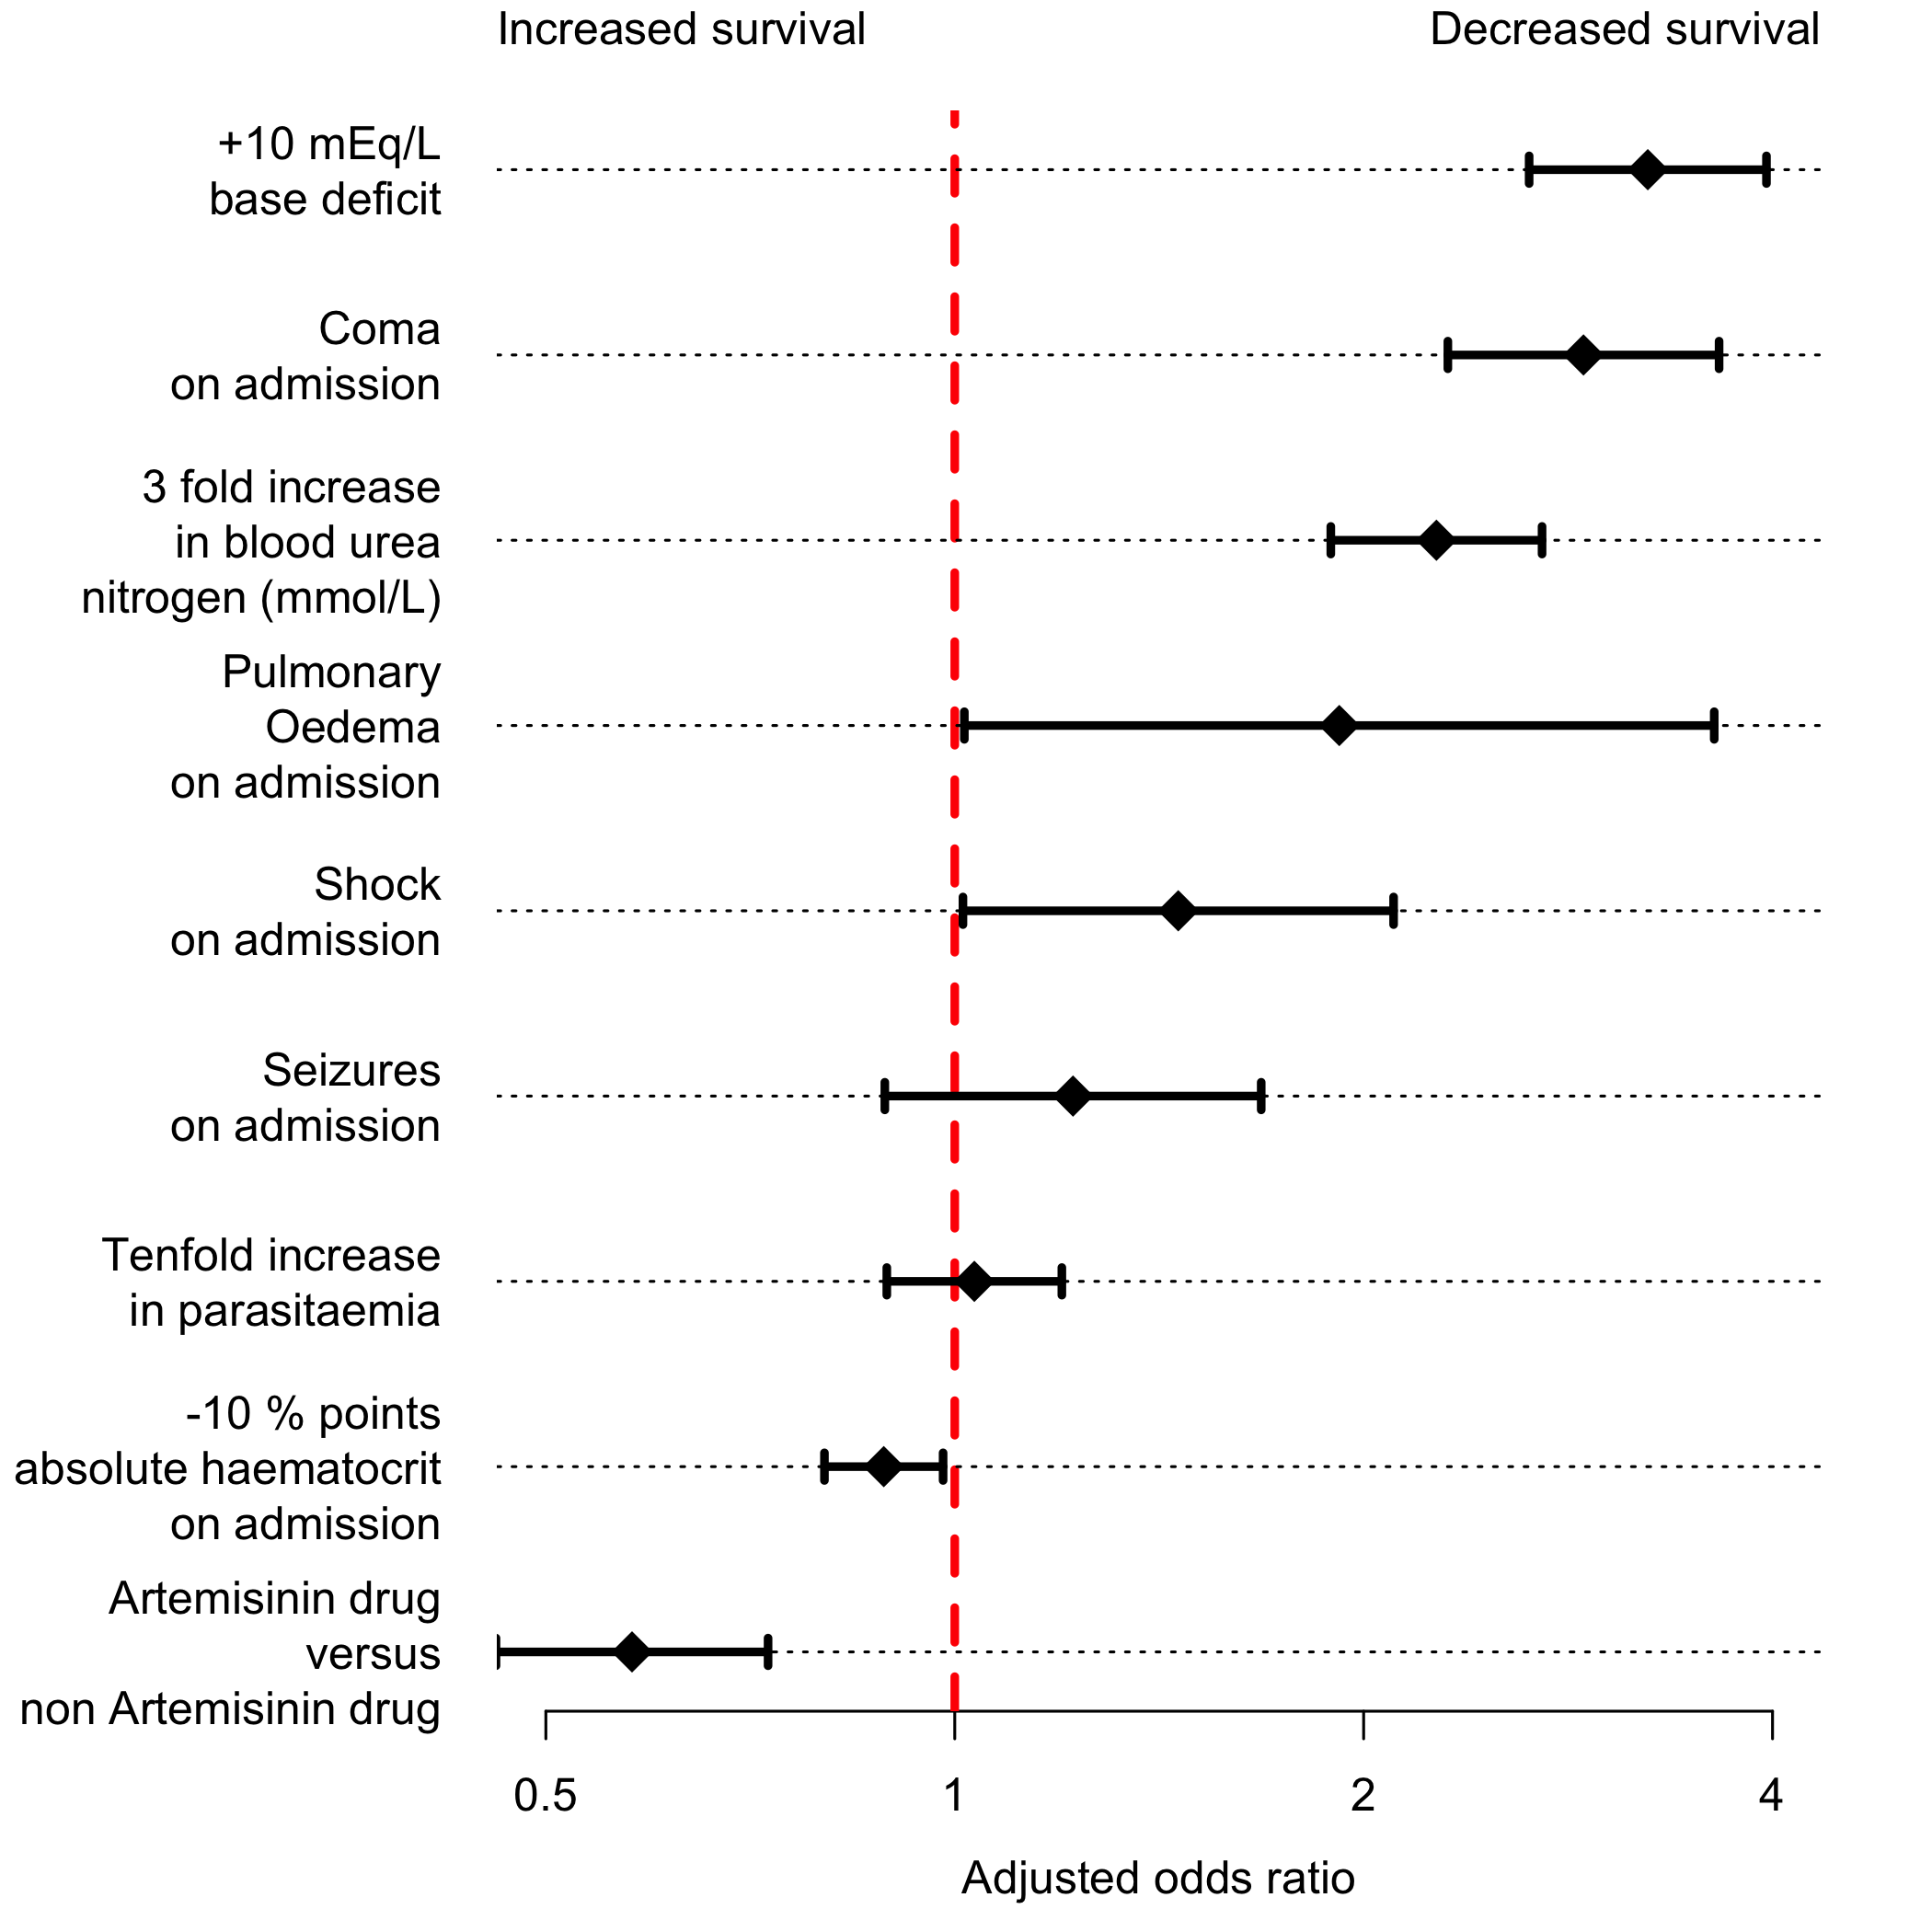 Increased survival
Decreased survival
+10 mEq/L
base deficit
Coma
on admission
3 fold increase
in blood urea
nitrogen (mmol/L)
Pulmonary
Oedema
on admission
Shock
on admission
Seizures
on admission
Tenfold increase
in parasitaemia
-10 % points
absolute haematocrit
on admission
Artemisinin drug
versus
non Artemisinin drug
0.5
1
2
4
Adjusted odds ratio